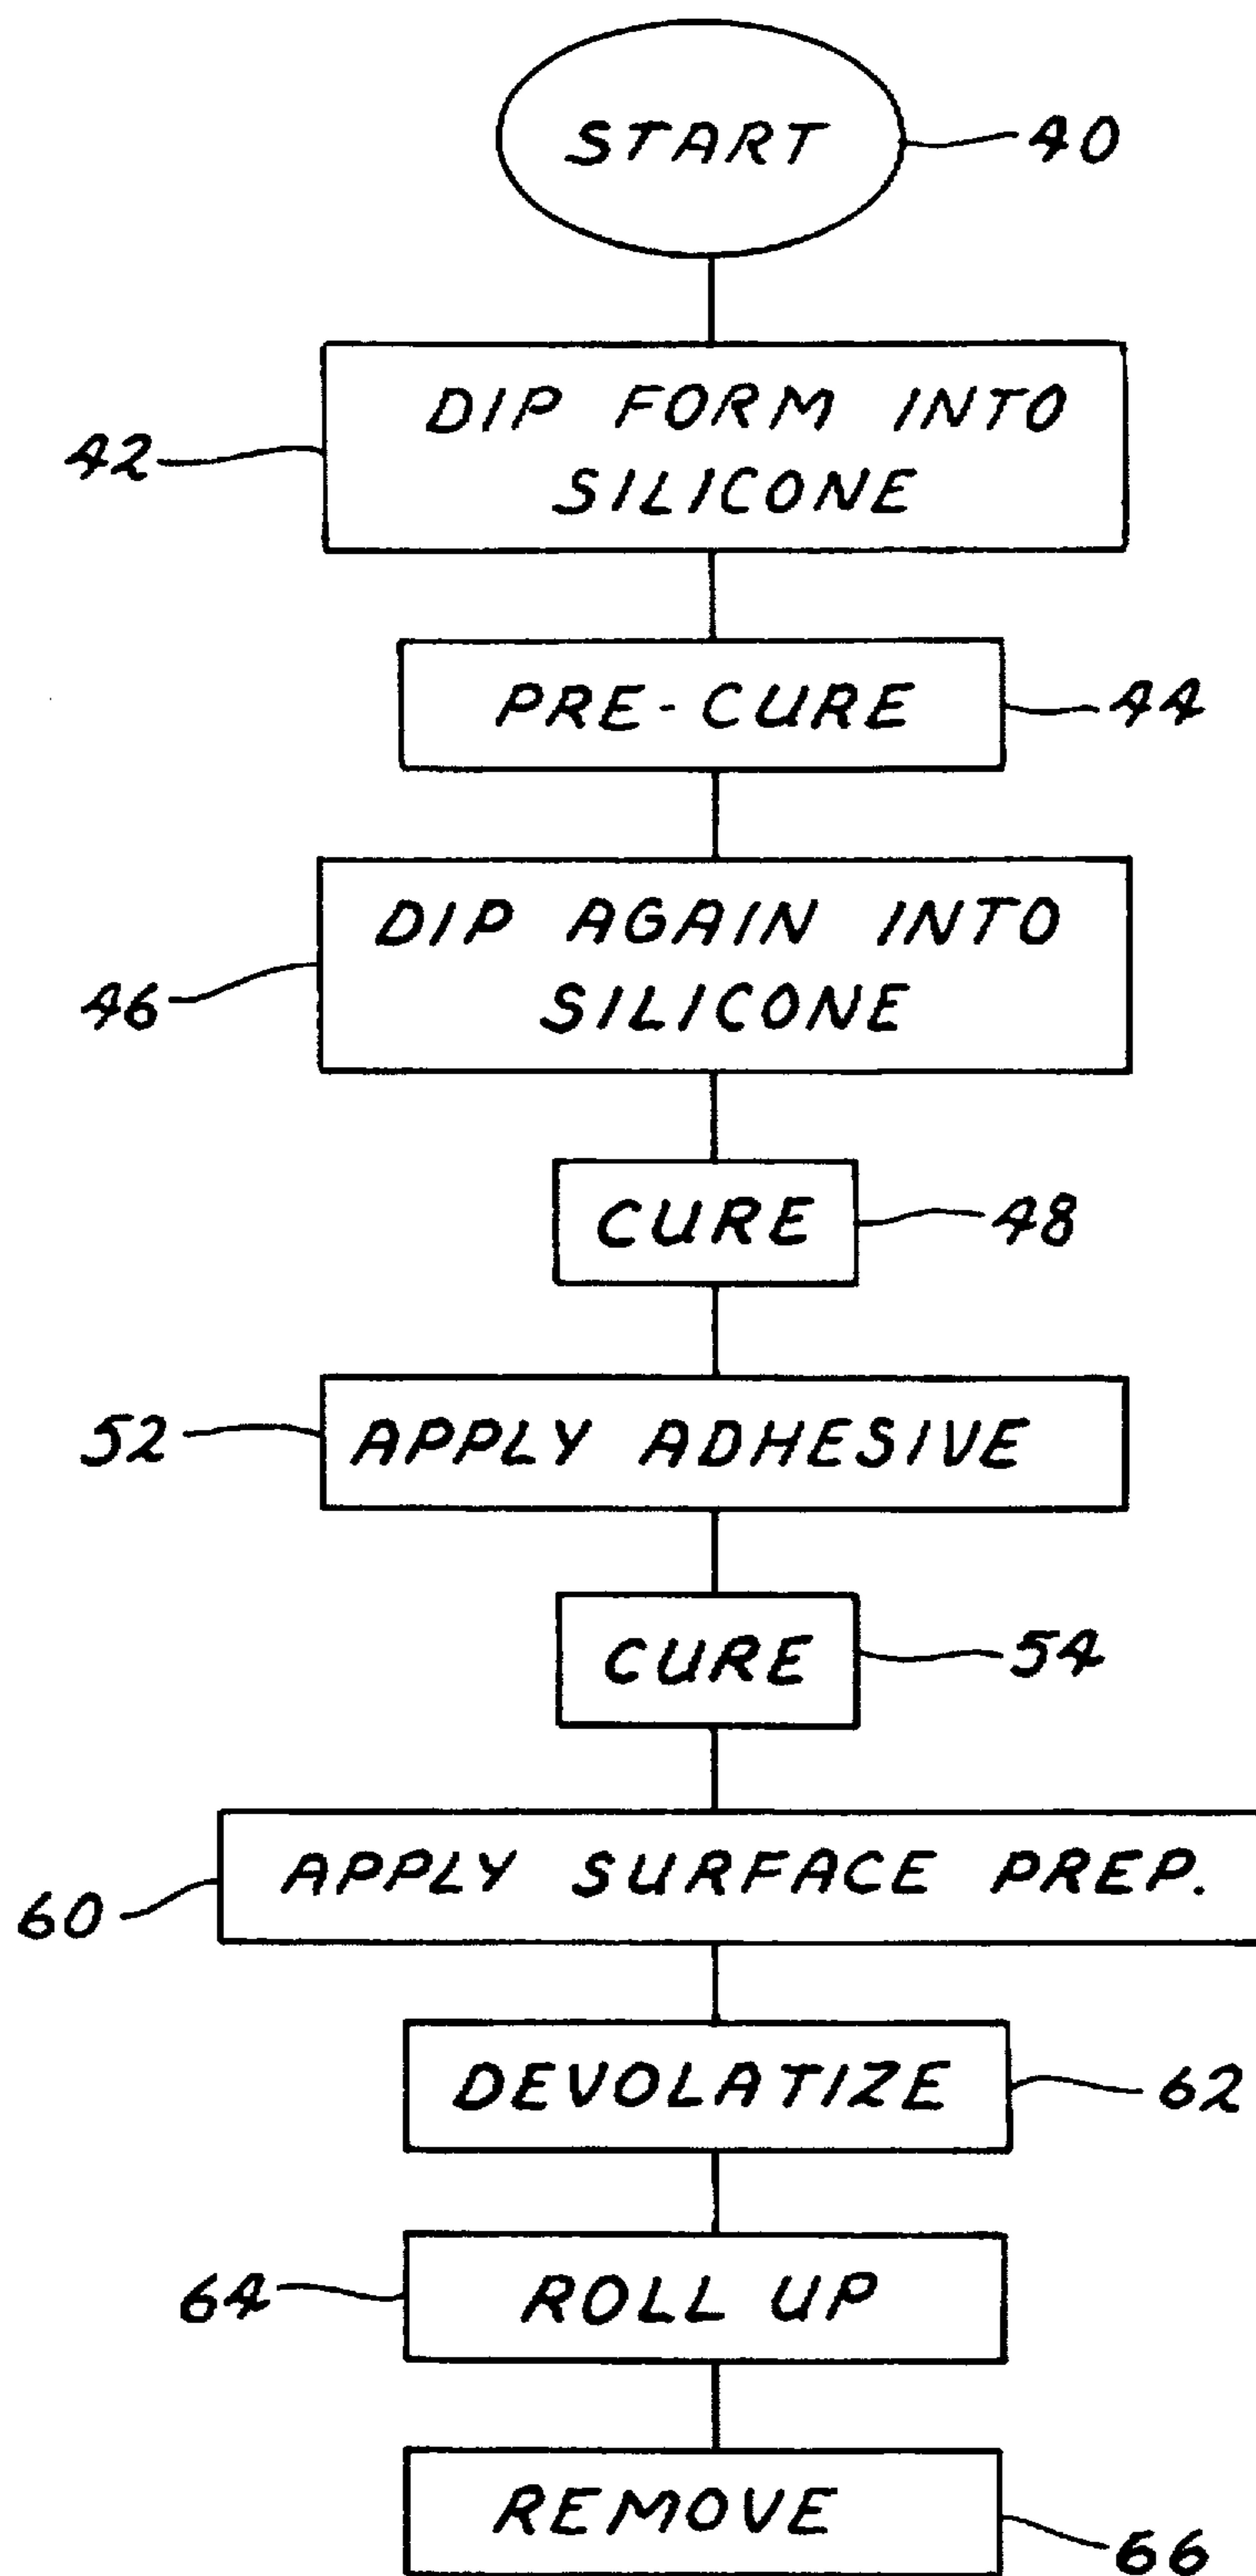 START
40
DIP FORM INTO
SILICONE
42
PRE-CURE
44
DIP AGAIN INTO
SILICONE
46
CURE
48
52
APPLY ADHESIVE
CURE
54
APPLY SURFACE PREP.
60
DEVOLATIZE
62
64
ROLL UP
REMOVE
66